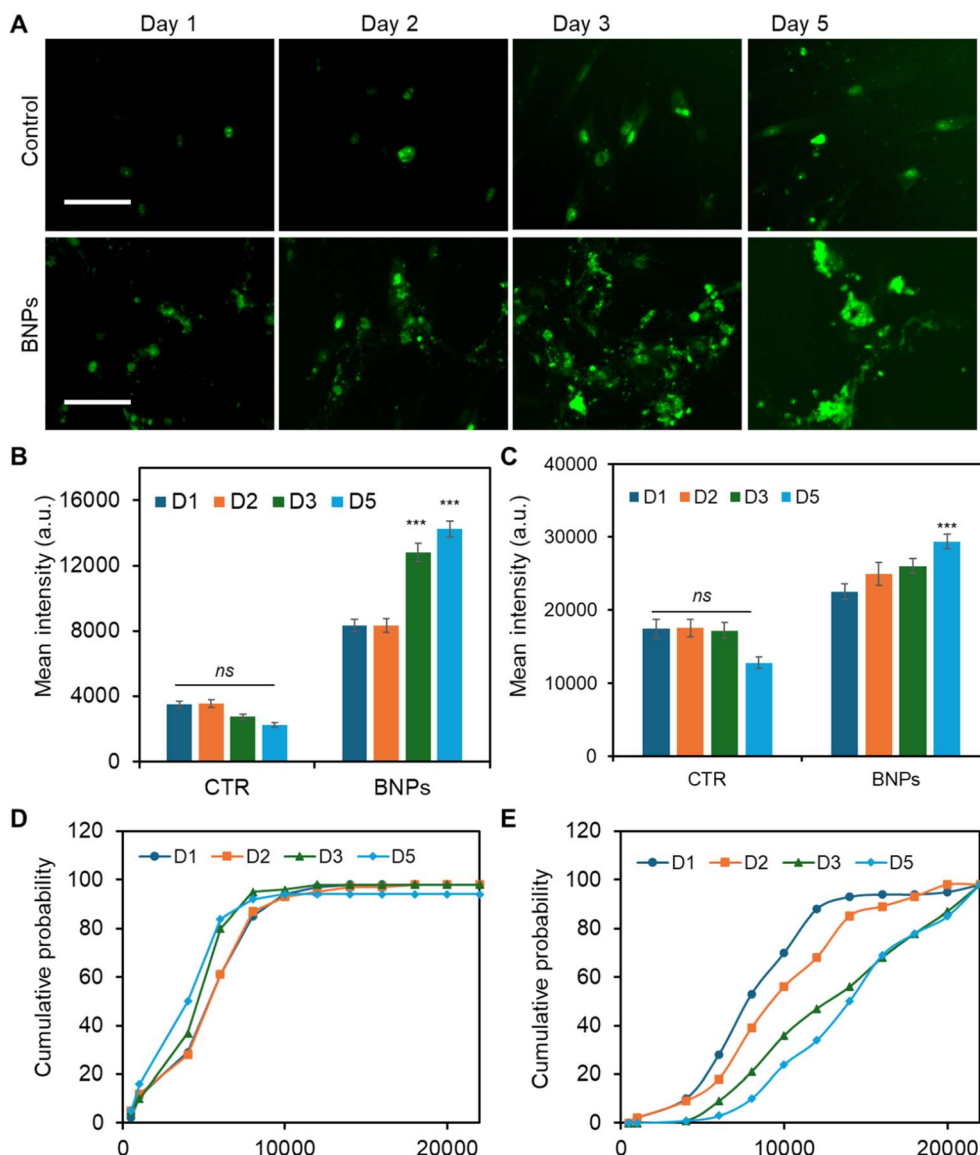 A
Day 1 Day 2 Day 3 Day 5
Control
BNPs
B
Mean intensity (a.u.)
16000
12000
8000
4000
0
D1 D2 D3 D5
ns
*** ***
CTR BNPs
C
Mean intensity (a.u.)
40000
30000
20000
10000
0
D1 D2 D3 D5
ns
***
CTR BNPs
D
Cumulative probability
120
100
80
60
40
20
0
D1 D2 D3 D5
0 10000 20000
E
Cumulative probability
120
100
80
60
40
20
0
D1 D2 D3 D5
0 10000 20000